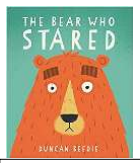 THE BEAR WHO
STARED
DUNCAN BEEDIE